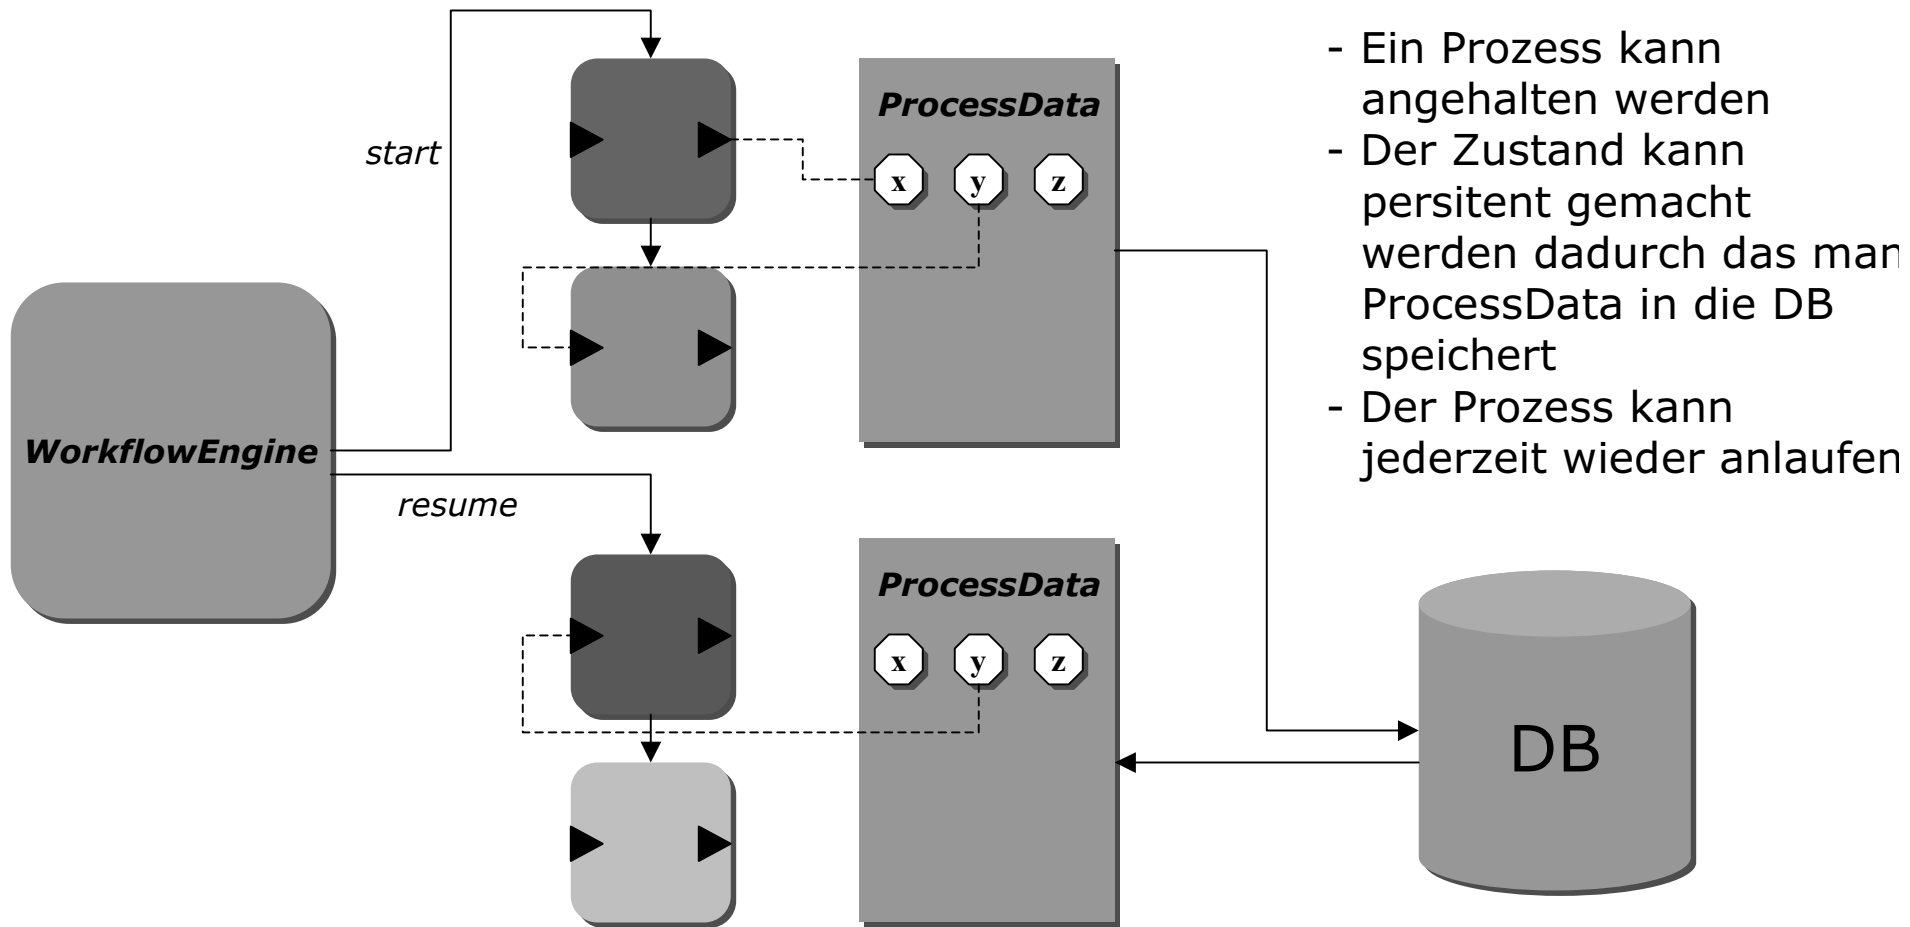 - Ein Prozess kann
angehalten werden
- Der Zustand kann
persitent gemacht
werden dadurch das man
ProcessData in die DB
speichert
- Der Prozess kann
jederzeit wieder anlaufen
start
ProcessData
x y z
WorkflowEngine
resume
ProcessData
x y z
DB